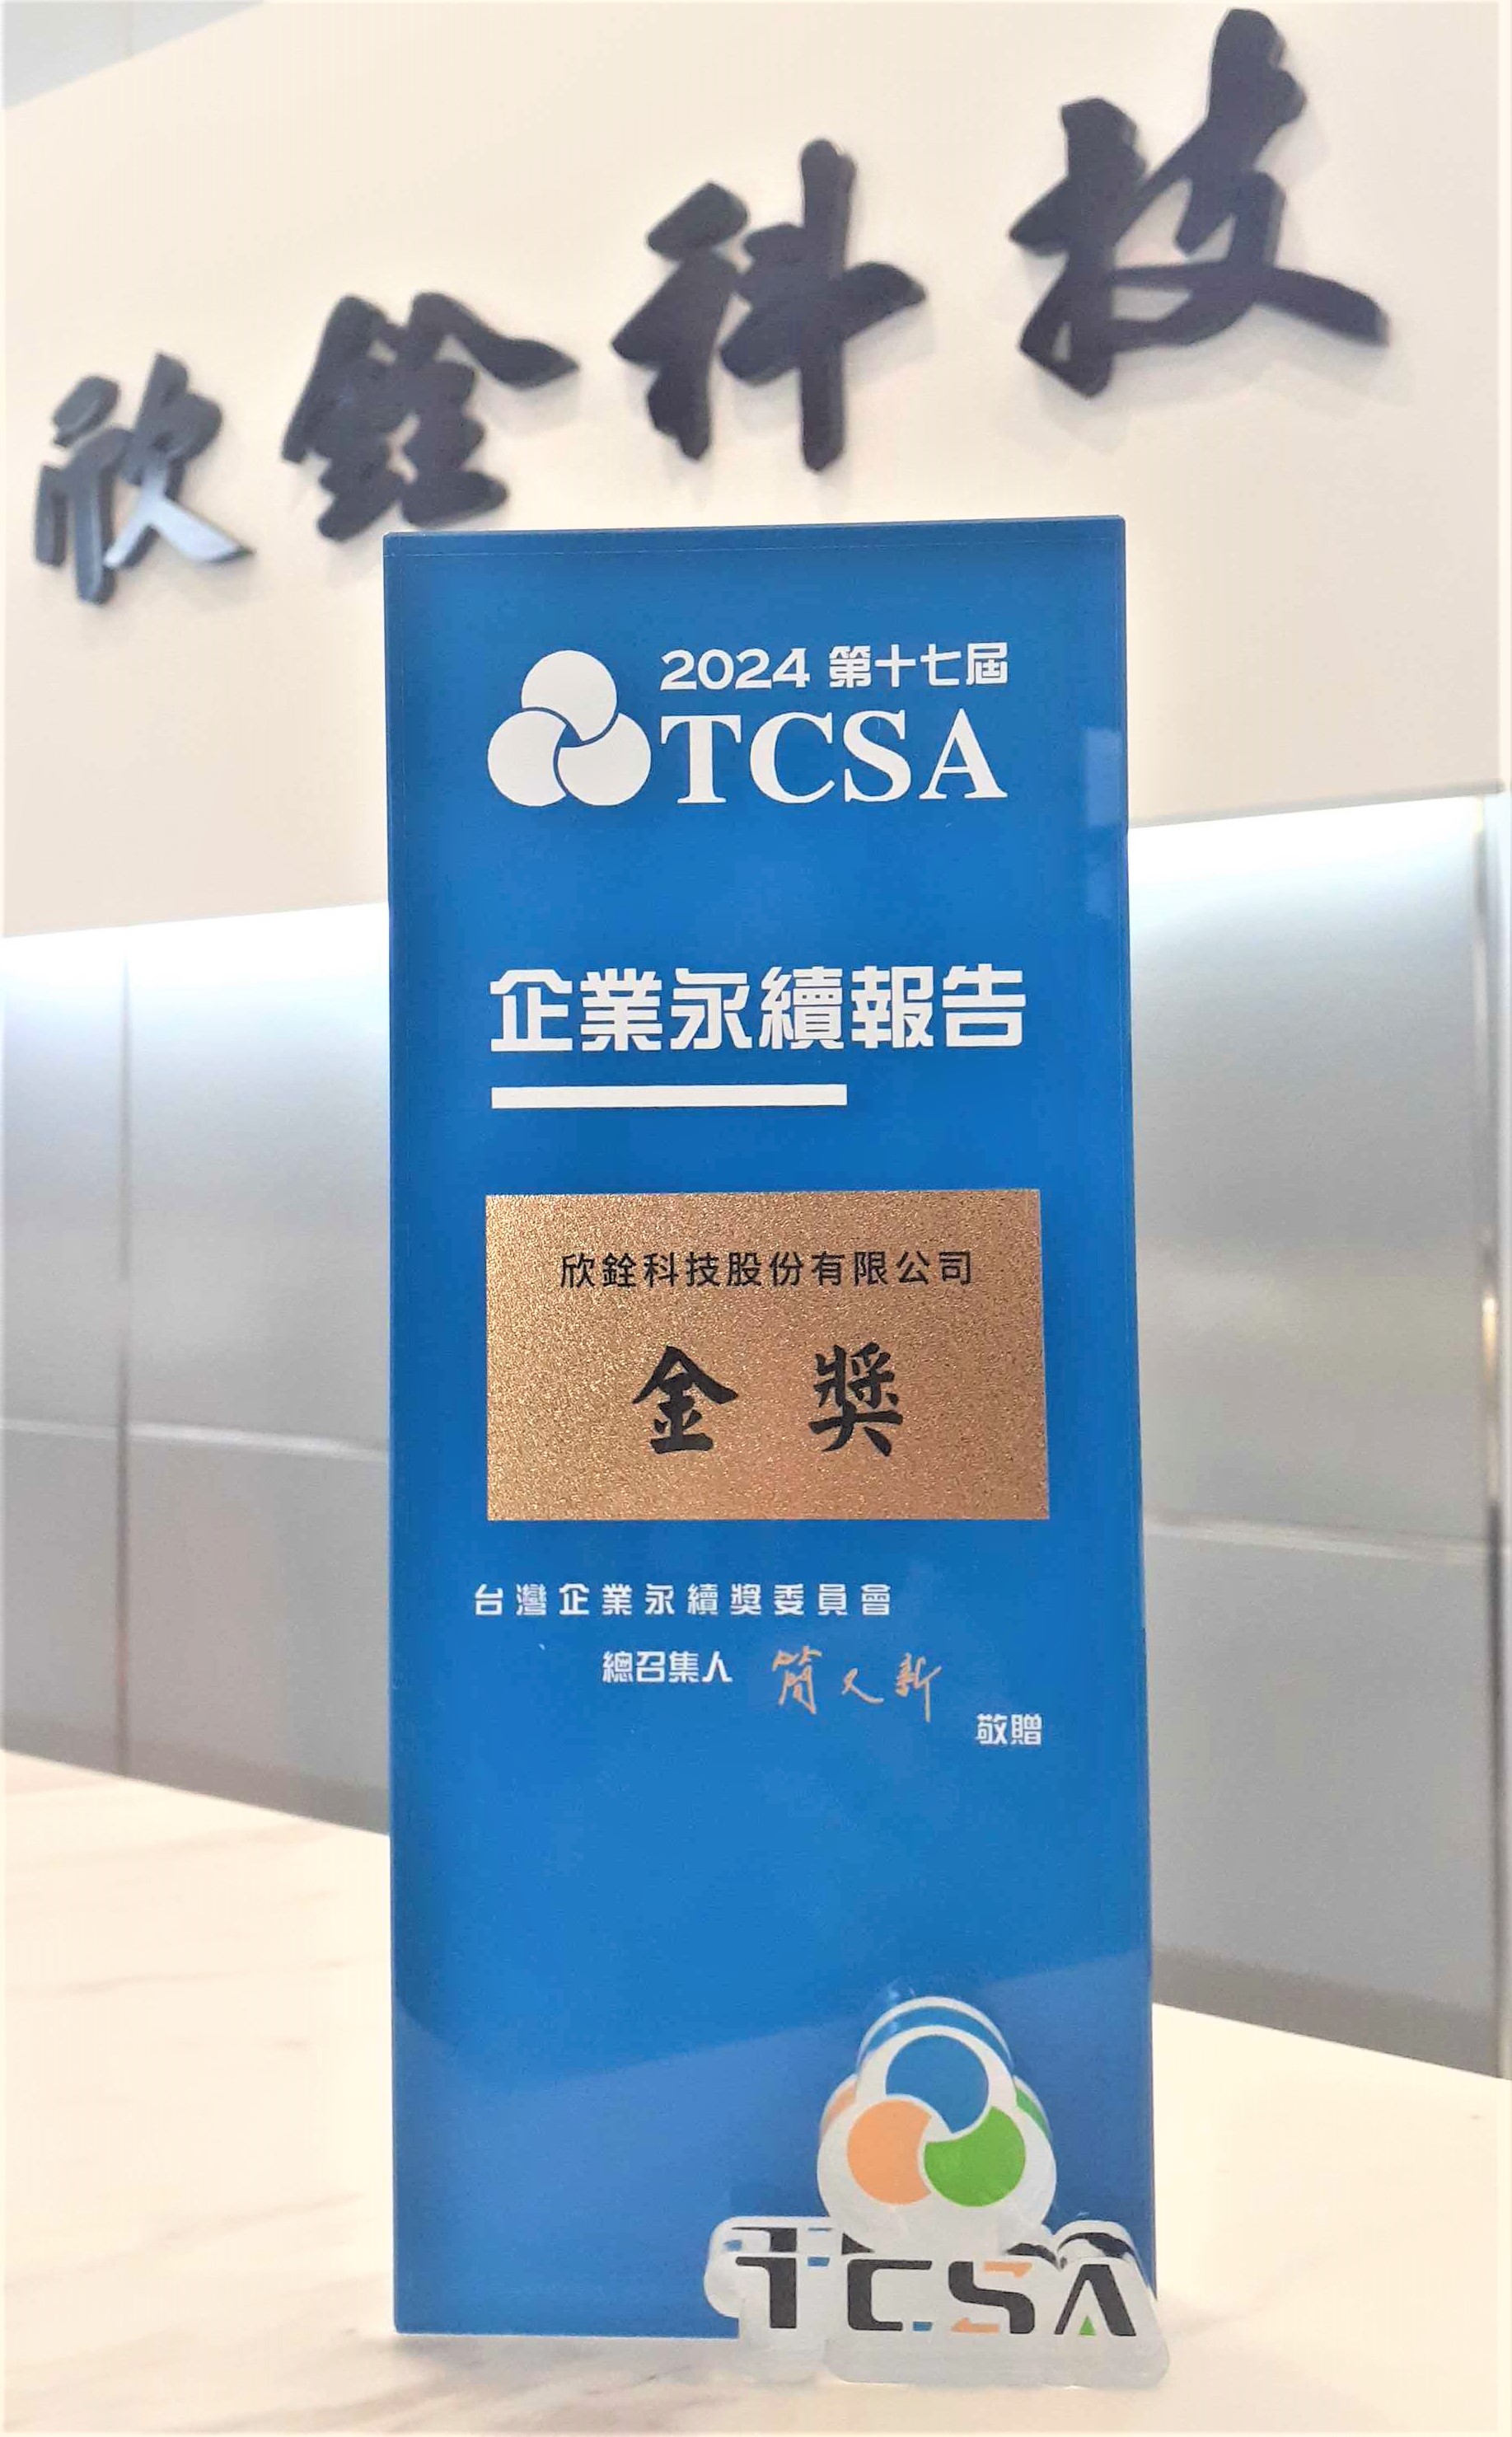 欣銓科技
2024 第十七屆
TCSA
企業永續報告
欣銓科技股份有限公司
金獎
台灣企業永續獎委員會
總召集人 簡又新
敬贈
TCSA